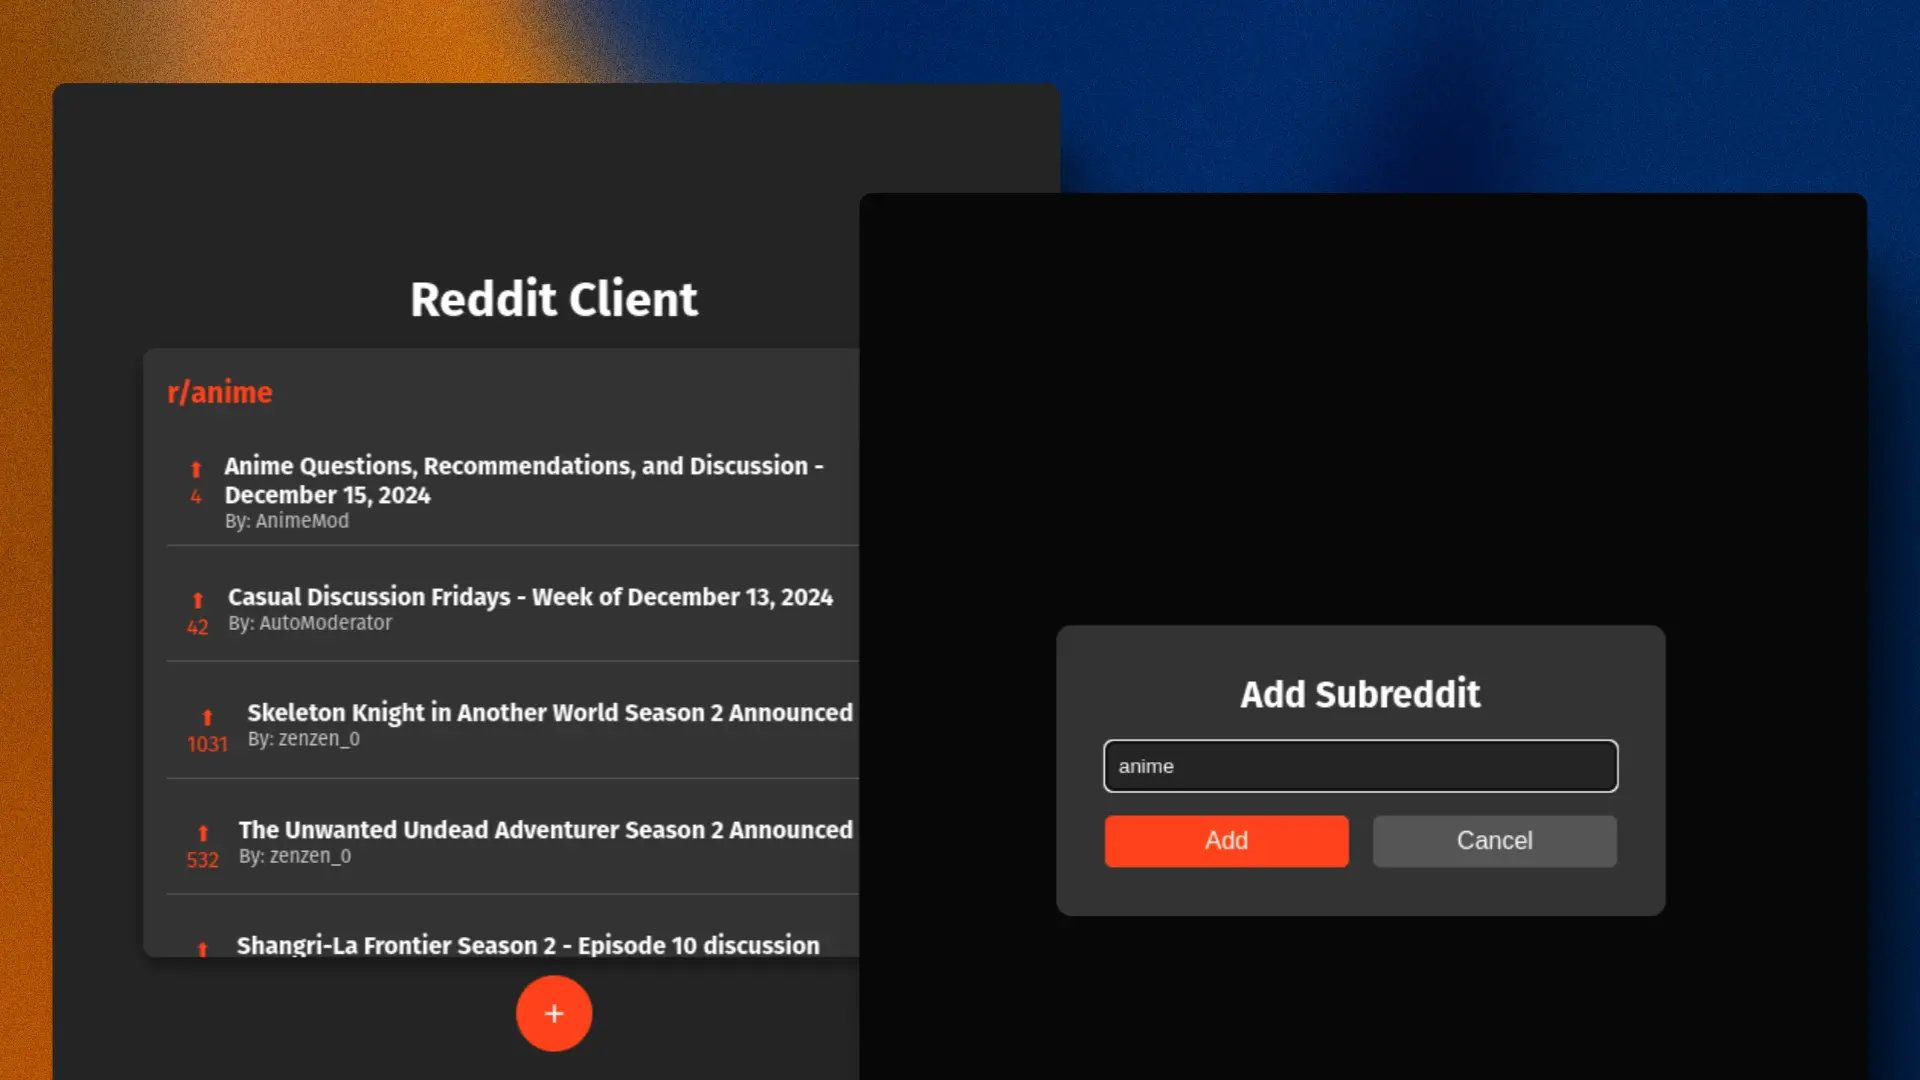 Reddit Client
r/anime
Anime Questions, Recommendations, and Discussion -
December 15, 2024
4
By: AnimeMod
Casual Discussion Fridays - Week of December 13, 2024
42
By: AutoModerator
Skeleton Knight in Another World Season 2 Announced
1031
By: zenzen_0
The Unwanted Undead Adventurer Season 2 Announced
532
By: zenzen_0
Shangri-La Frontier Season 2 - Episode 10 discussion
+
Add Subreddit
anime
Add
Cancel